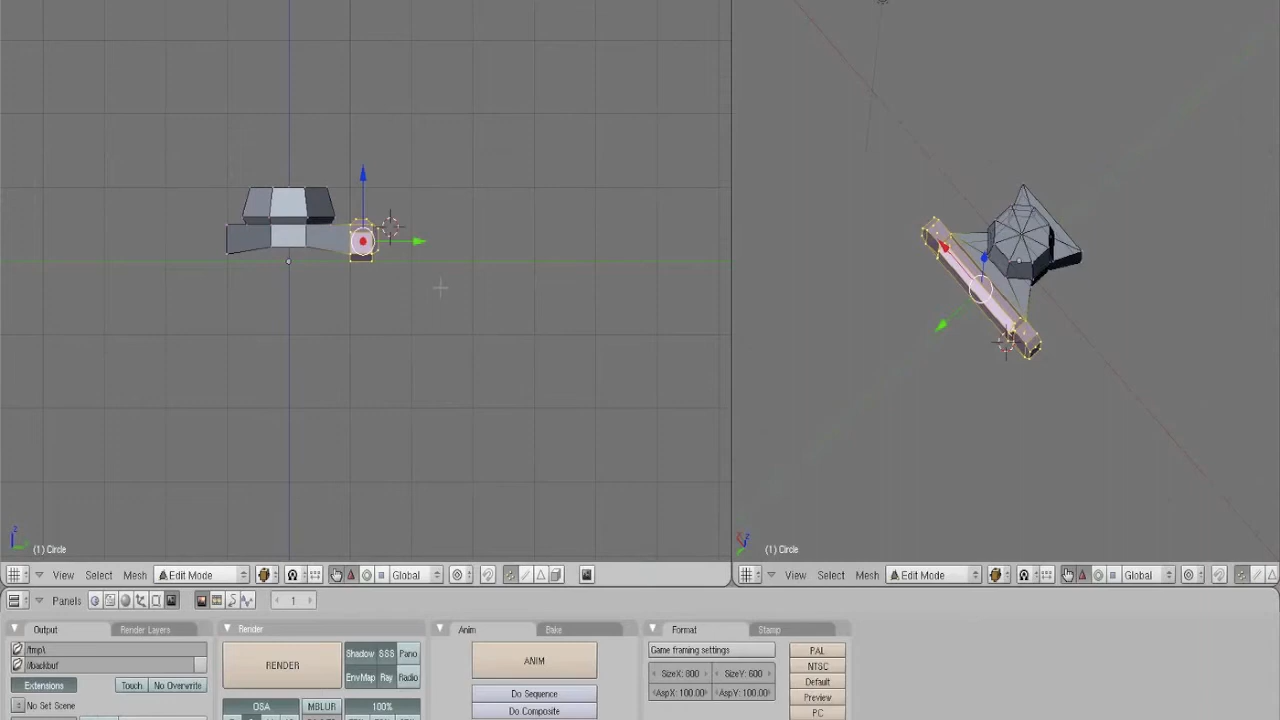 z
(1) Circle
z
(1) Circle
View Select Mesh Edit Mode Global
View Select Mesh Edit Mode Global
Panels 1
Output Render Layers Render Anim Bake Format Stamp
/tmp\
//backbuf
Extensions Touch No Overwrite
No Set Scene
RENDER
Shadow SSS Pano
EnvMap Ray Radio
OSA MBLUR 100%
ANIM
Do Sequence
Do Composite
Game framing settings
SizeX: 800 SizeY: 600
AspX: 100.00 AspY: 100.00
PAL
NTSC
Default
Preview
PC